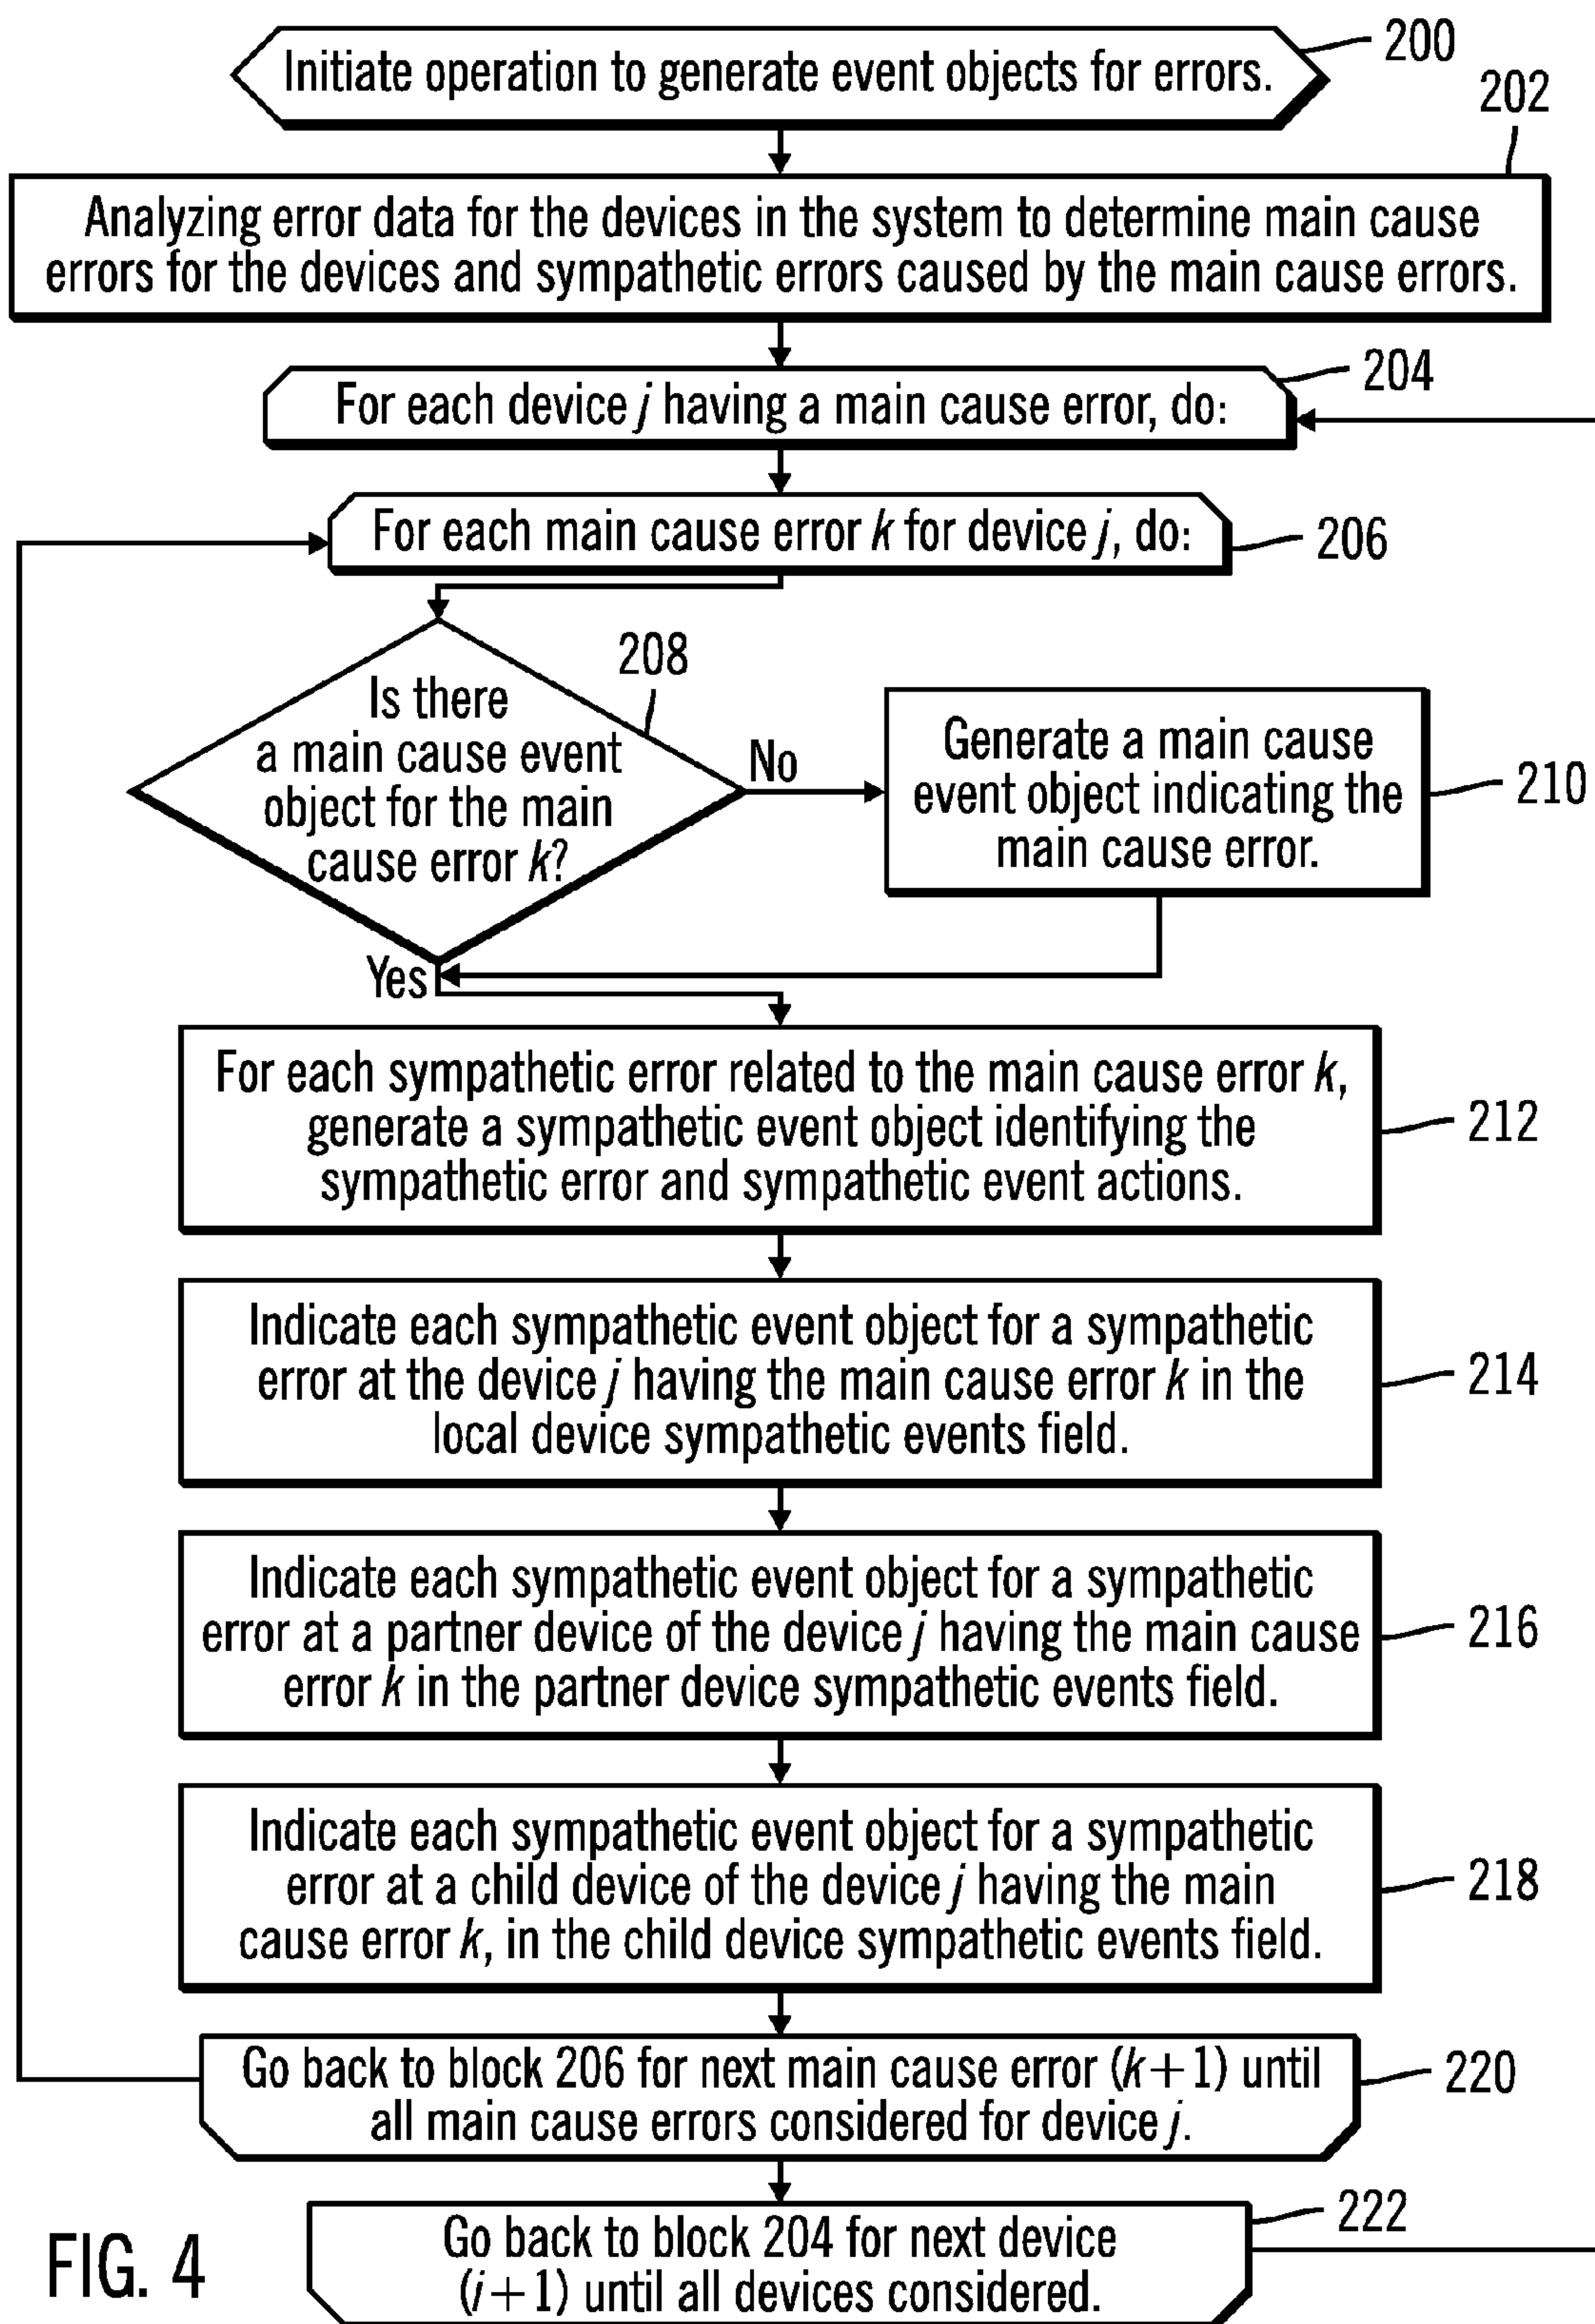 Initiate operation to generate event objects for errors.
200
202
Analyzing error data for the devices in the system to determine main cause
errors for the devices and sympathetic errors caused by the main cause errors.
204
For each device j having a main cause error, do:
For each main cause error k for device j, do:
206
208
Is there
a main cause event
object for the main
cause error k?
No
Generate a main cause
event object indicating the
main cause error.
210
Yes
For each sympathetic error related to the main cause error k,
generate a sympathetic event object identifying the
sympathetic error and sympathetic event actions.
212
Indicate each sympathetic event object for a sympathetic
error at the device j having the main cause error k in the
local device sympathetic events field.
214
Indicate each sympathetic event object for a sympathetic
error at a partner device of the device j having the main cause
error k in the partner device sympathetic events field.
216
Indicate each sympathetic event object for a sympathetic
error at a child device of the device j having the main
cause error k, in the child device sympathetic events field.
218
Go back to block 206 for next main cause error (k+1) until
all main cause errors considered for device j.
220
222
Go back to block 204 for next device
(i+1) until all devices considered.
FIG. 4